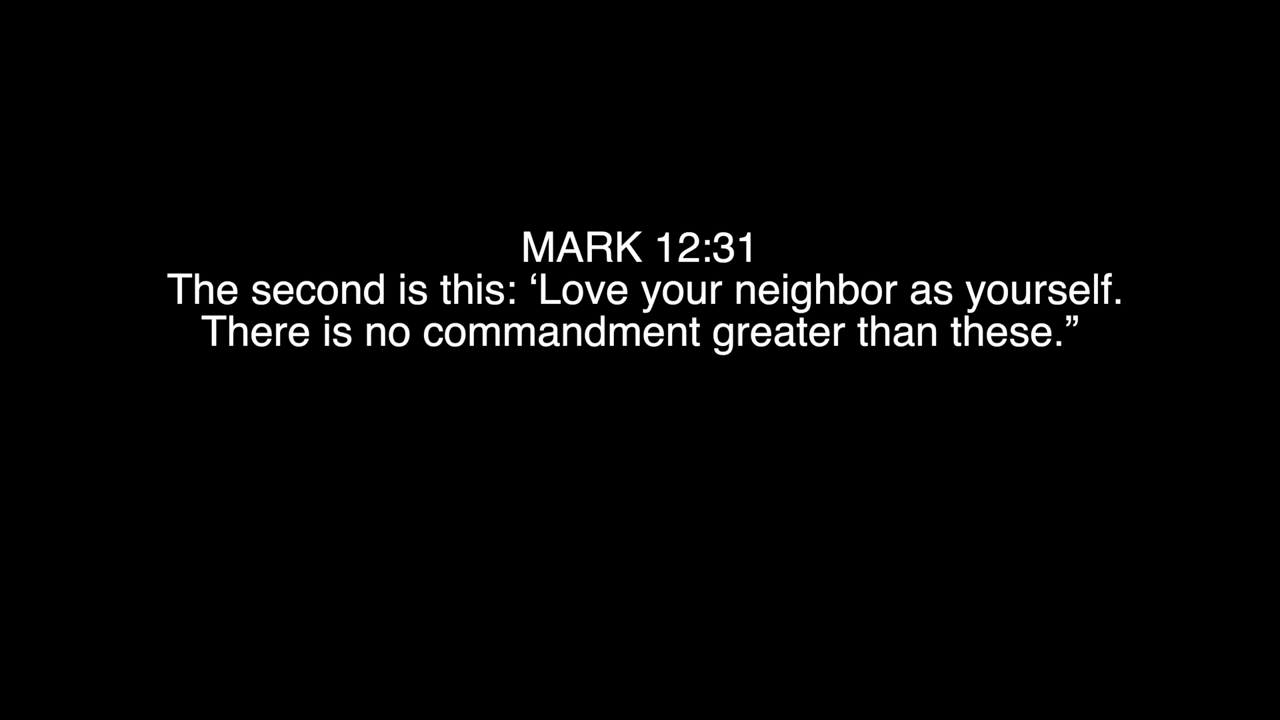 MARK 12:31
The second is this: ‘Love your neighbor as yourself.
There is no commandment greater than these.”